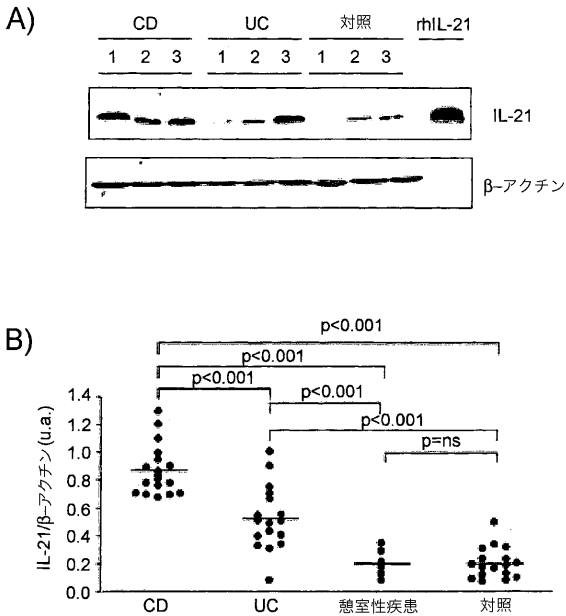 A)
CD UC 対照 rhIL-21
1 2 3 1 2 3 1 2 3
IL-21
β-アクチン
B)
p<0.001
p<0.001
p<0.001 p<0.001
p<0.001
p=ns
IL-21/β-アクチン (u.a.)
1.4
1.2
1.0
0.8
0.6
0.4
0.2
0.0
CD UC 憩室性疾患 対照